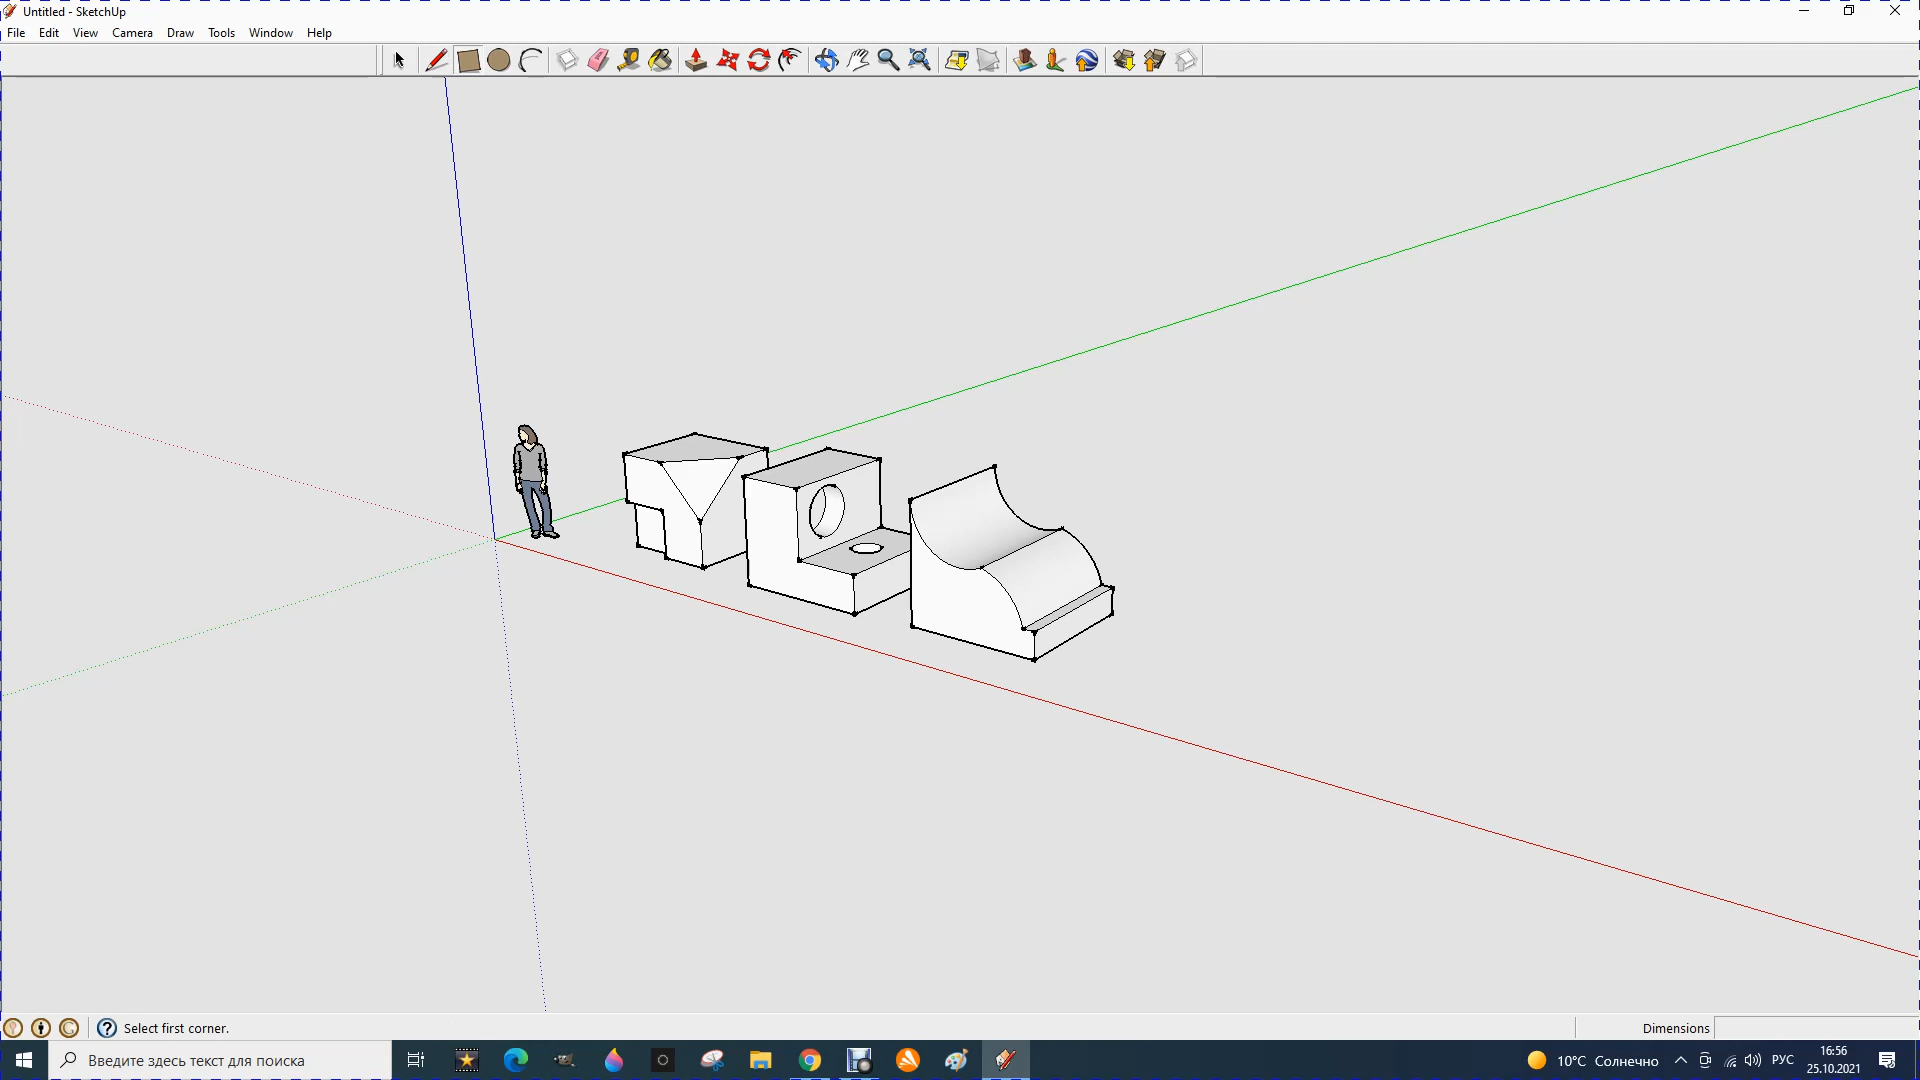 Untitled - SketchUp
File Edit View Camera Draw Tools Window Help
Select first corner.
Dimensions
Введите здесь текст для поиска
10°C Солнечно
РУС
16:56
25.10.2021